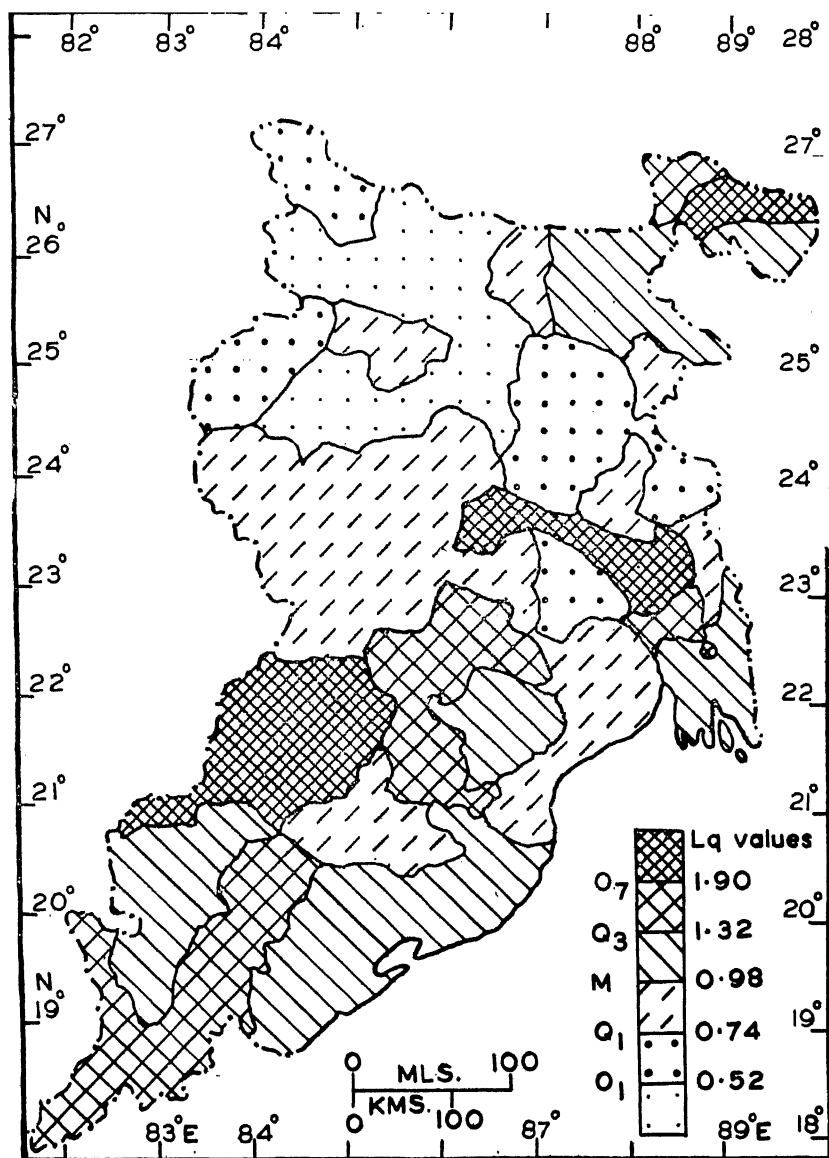 82° 83° 84° 88° 89° 28°
27° 27°
N
26° 26°
25° 25°
24° 24°
23° 23°
22° 22°
21° 21°
Lq values
O7 1·90
20° 20°
Q3 1·32
N M 0·98
19° 19°
Q1 0·74
O1 0·52
0 MLS. 100
0 KMS. 100
83°E 84° 87° 89°E 18°